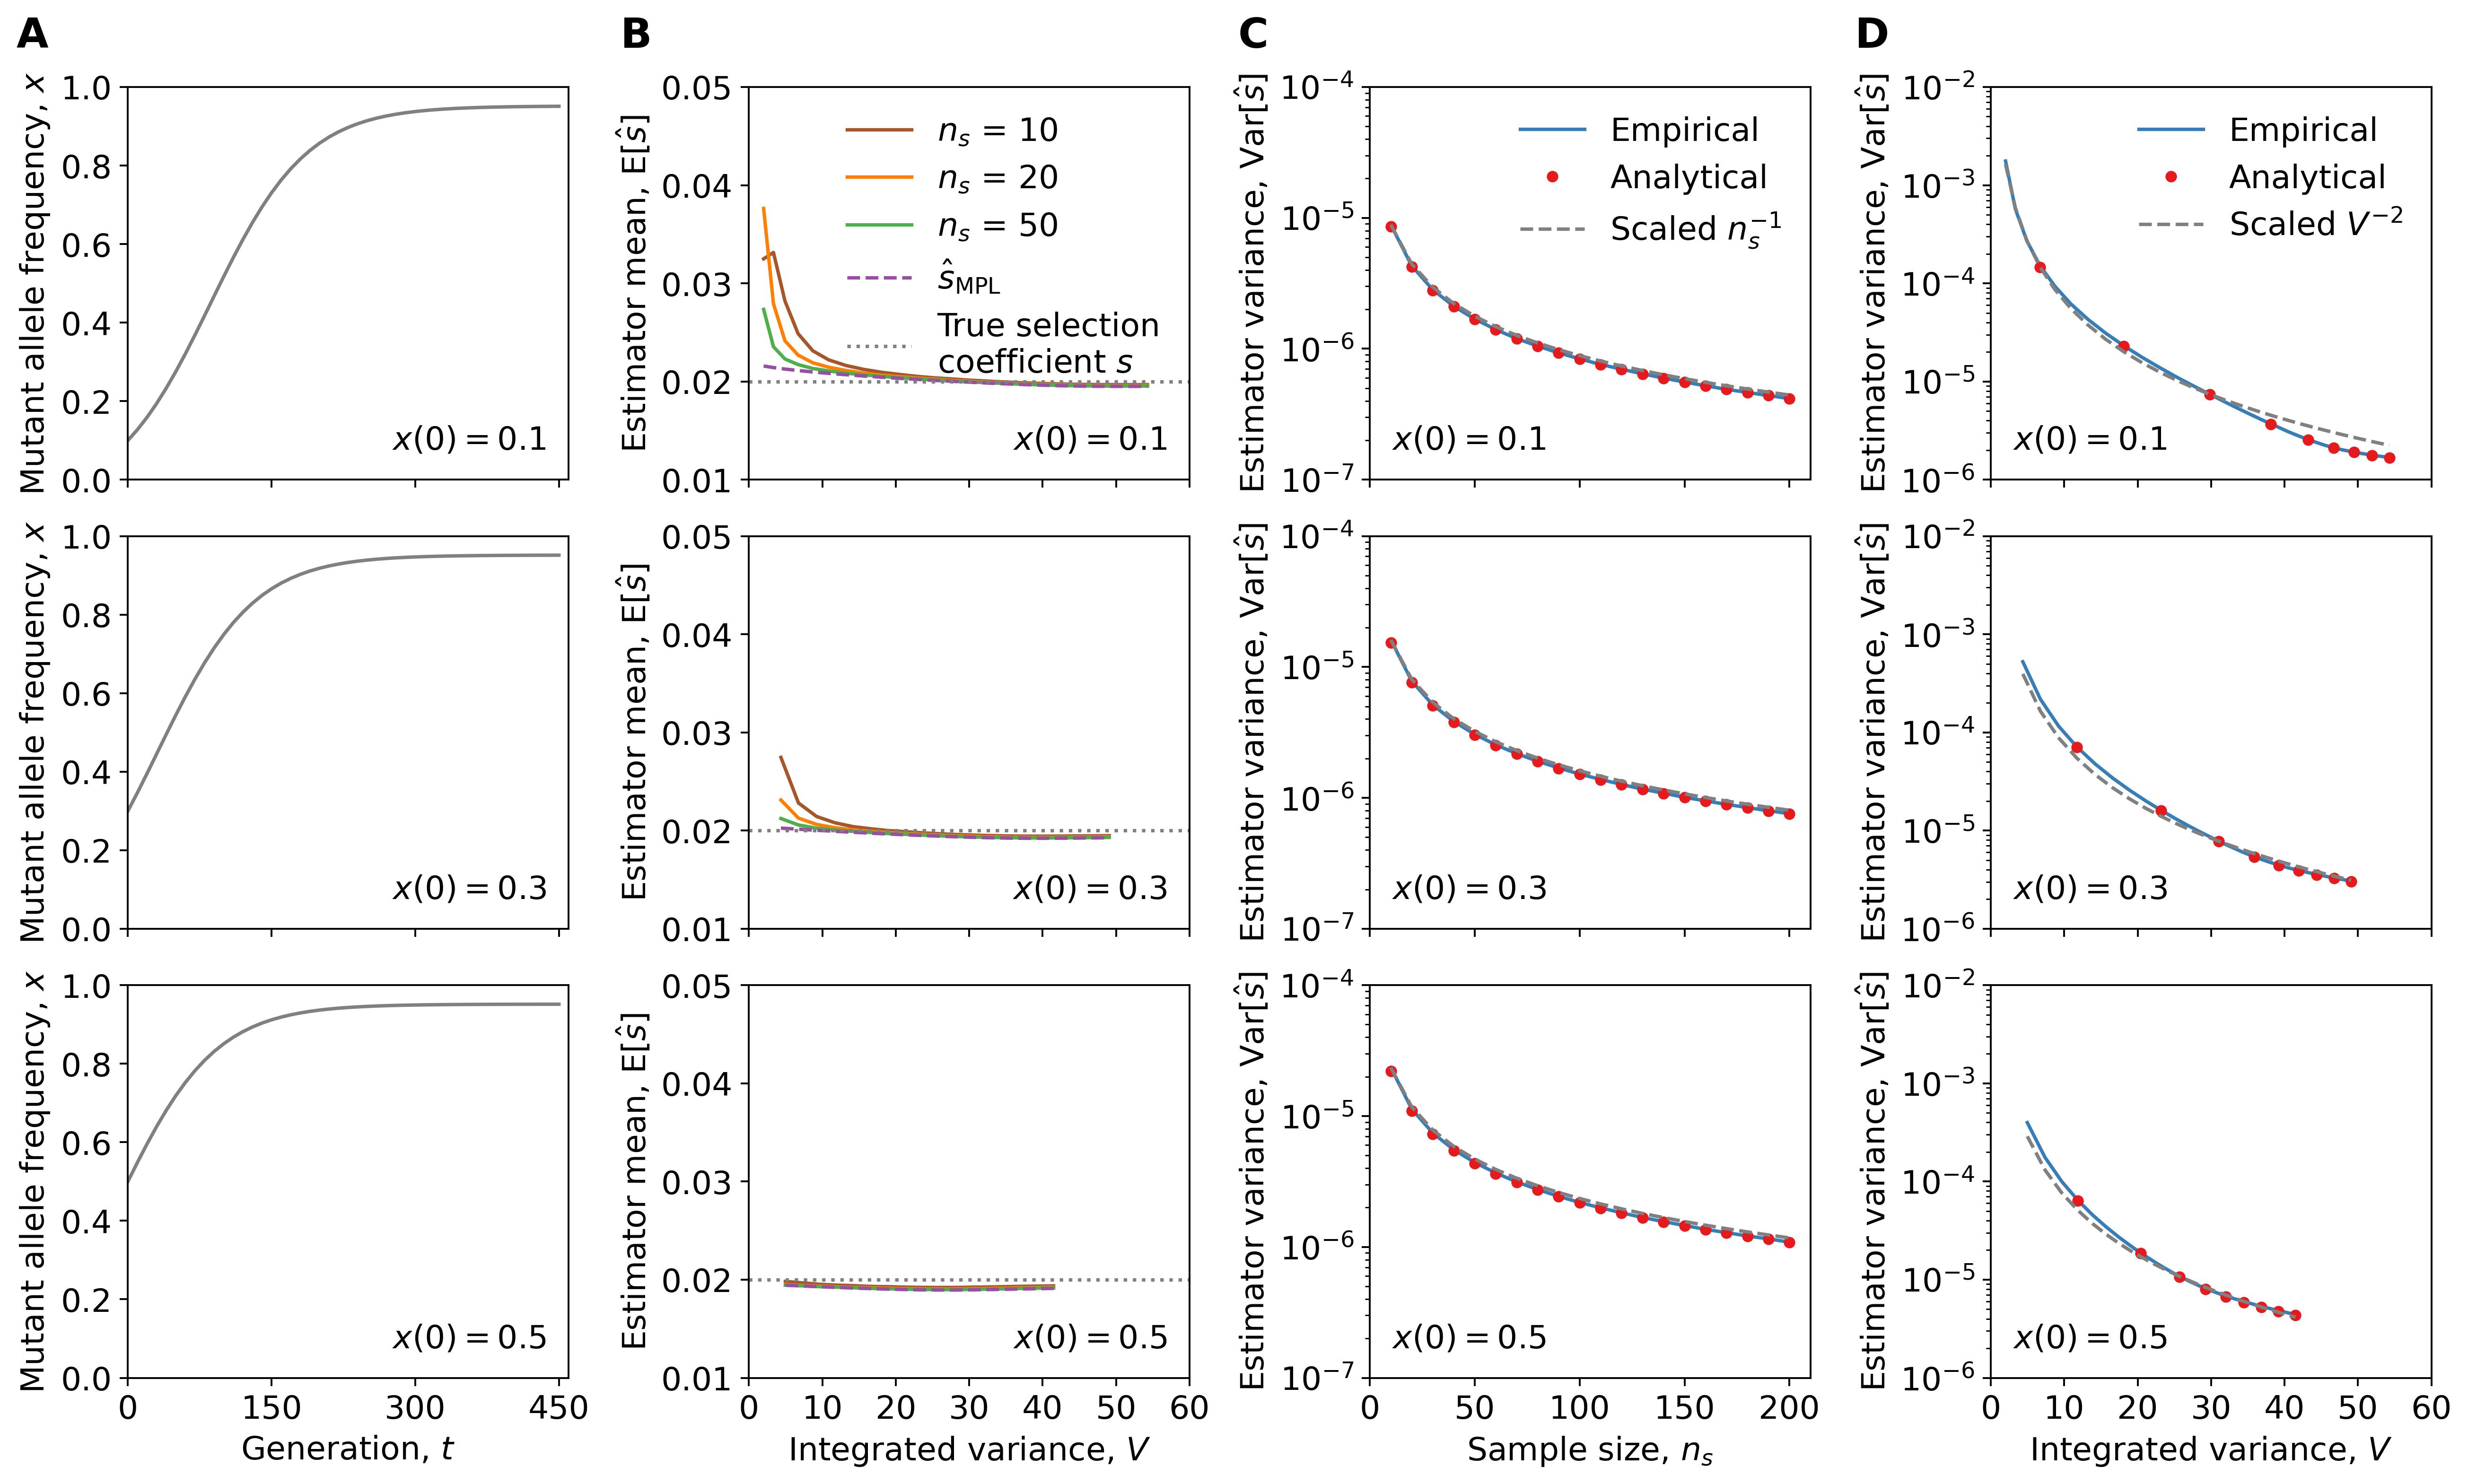 A
B
C
D
Mutant allele frequency, x
1.0
0.8
0.6
0.4
0.2
0.0
x(0) = 0.1
Estimator mean, E[ŝ]
0.05
0.04
0.03
0.02
0.01
nₛ = 10
nₛ = 20
nₛ = 50
ŝ_MPL
True selection
coefficient s
x(0) = 0.1
Estimator variance, Var[ŝ]
10⁻⁴
10⁻⁵
10⁻⁶
10⁻⁷
Empirical
Analytical
Scaled nₛ⁻¹
x(0) = 0.1
Estimator variance, Var[ŝ]
10⁻²
10⁻³
10⁻⁴
10⁻⁵
10⁻⁶
Empirical
Analytical
Scaled V⁻²
x(0) = 0.1
Mutant allele frequency, x
1.0
0.8
0.6
0.4
0.2
0.0
x(0) = 0.3
Estimator mean, E[ŝ]
0.05
0.04
0.03
0.02
0.01
x(0) = 0.3
Estimator variance, Var[ŝ]
10⁻⁴
10⁻⁵
10⁻⁶
10⁻⁷
x(0) = 0.3
Estimator variance, Var[ŝ]
10⁻²
10⁻³
10⁻⁴
10⁻⁵
10⁻⁶
x(0) = 0.3
Mutant allele frequency, x
1.0
0.8
0.6
0.4
0.2
0.0
x(0) = 0.5
0 150 300 450
Generation, t
Estimator mean, E[ŝ]
0.05
0.04
0.03
0.02
0.01
x(0) = 0.5
0 10 20 30 40 50 60
Integrated variance, V
Estimator variance, Var[ŝ]
10⁻⁴
10⁻⁵
10⁻⁶
10⁻⁷
x(0) = 0.5
0 50 100 150 200
Sample size, nₛ
Estimator variance, Var[ŝ]
10⁻²
10⁻³
10⁻⁴
10⁻⁵
10⁻⁶
x(0) = 0.5
0 10 20 30 40 50 60
Integrated variance, V